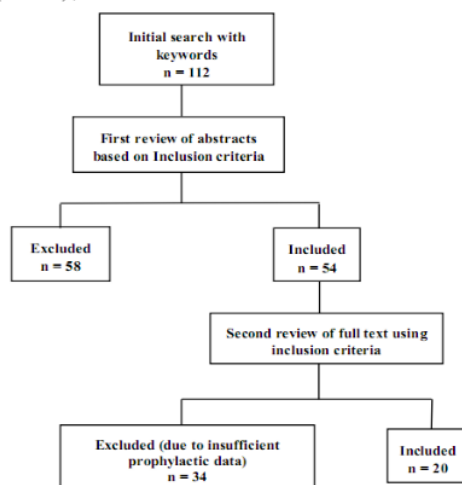 Initial search with
keywords
n = 112
First review of abstracts
based on Inclusion criteria
Excluded
n = 58
Included
n = 54
Second review of full text using
inclusion criteria
Excluded (due to insufficient
prophylactic data)
n = 34
Included
n = 20